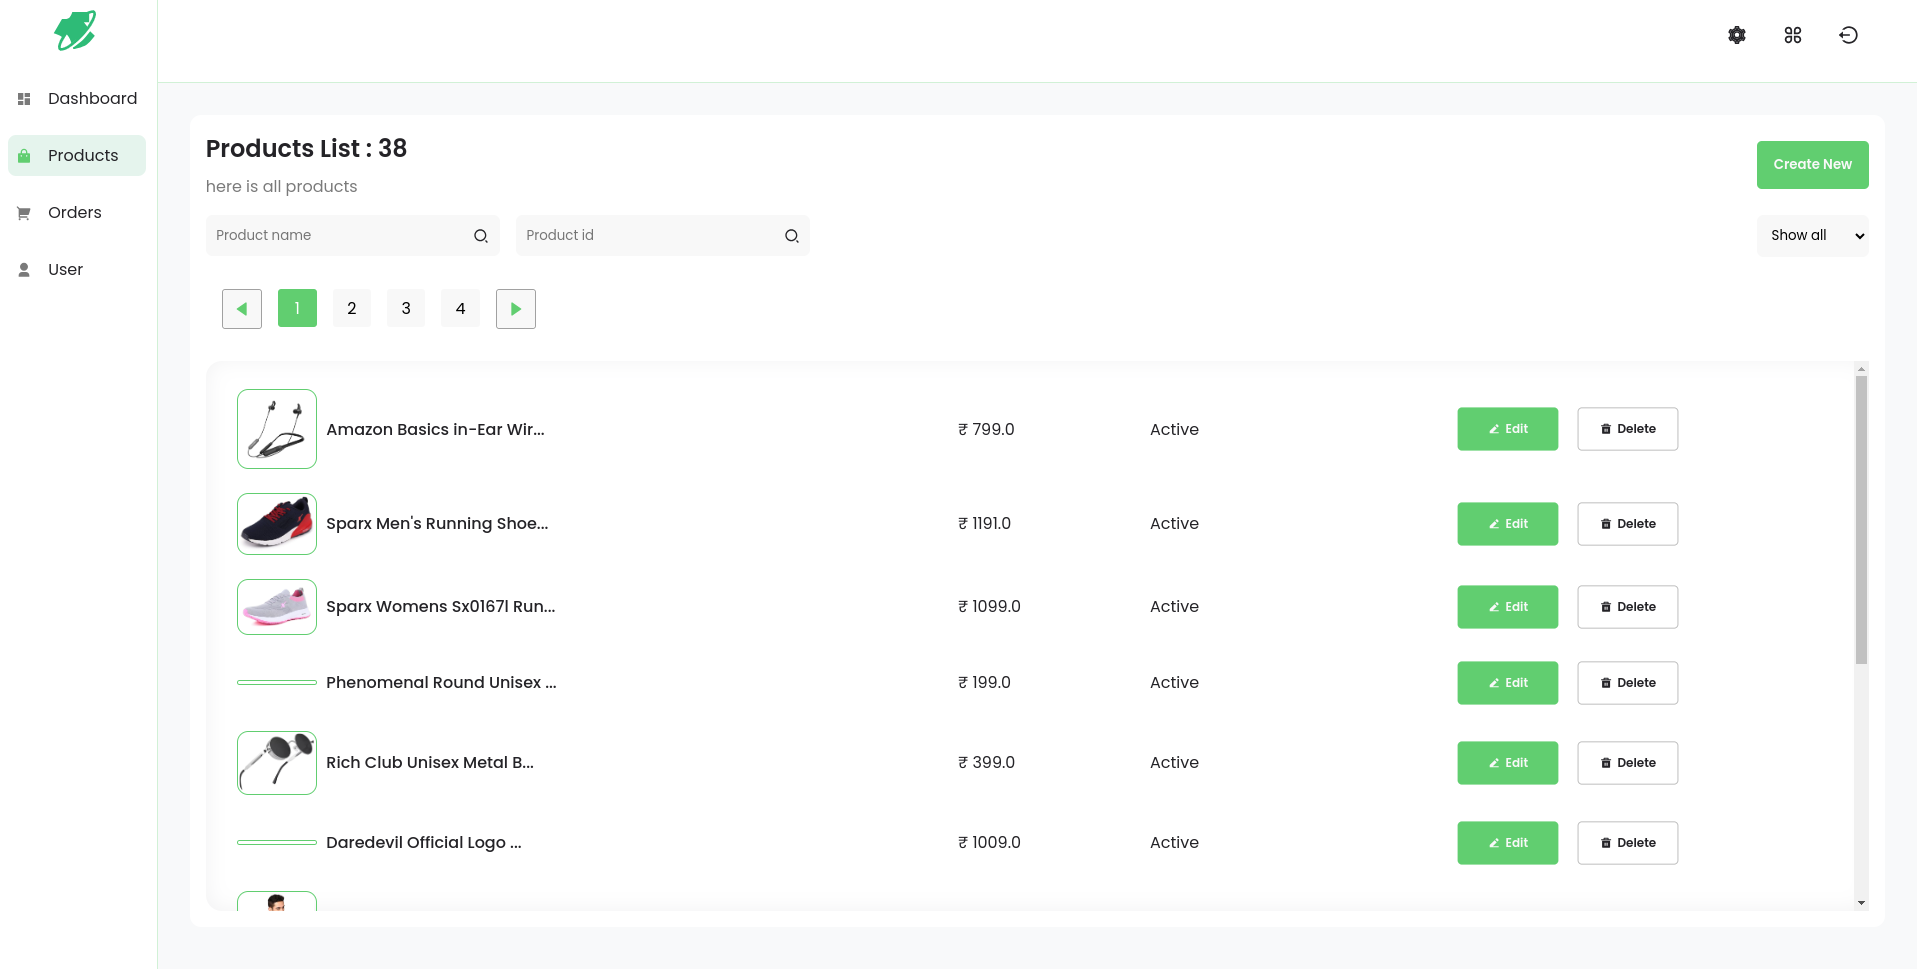 Dashboard
Products
Orders
User
Products List : 38
here is all products
Create New
Product name
Product id
Show all
1 2 3 4
Amazon Basics in-Ear Wir... ₹ 799.0 Active Edit Delete
Sparx Men's Running Shoe... ₹ 1191.0 Active Edit Delete
Sparx Womens Sx0167l Run... ₹ 1099.0 Active Edit Delete
Phenomenal Round Unisex ... ₹ 199.0 Active Edit Delete
Rich Club Unisex Metal B... ₹ 399.0 Active Edit Delete
Daredevil Official Logo ... ₹ 1009.0 Active Edit Delete